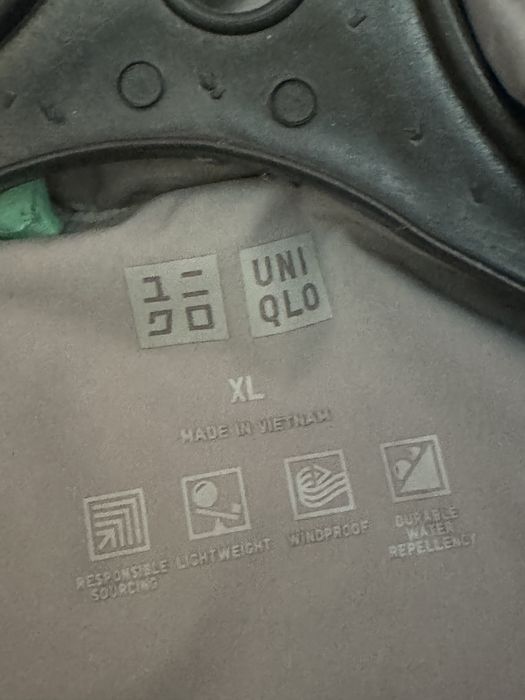 ユニ
クロ
UNI
QLO
XL
MADE IN VIETNAM
RESPONSIBLE
SOURCING
LIGHTWEIGHT
WINDPROOF
DURABLE
WATER
REPELLENCY